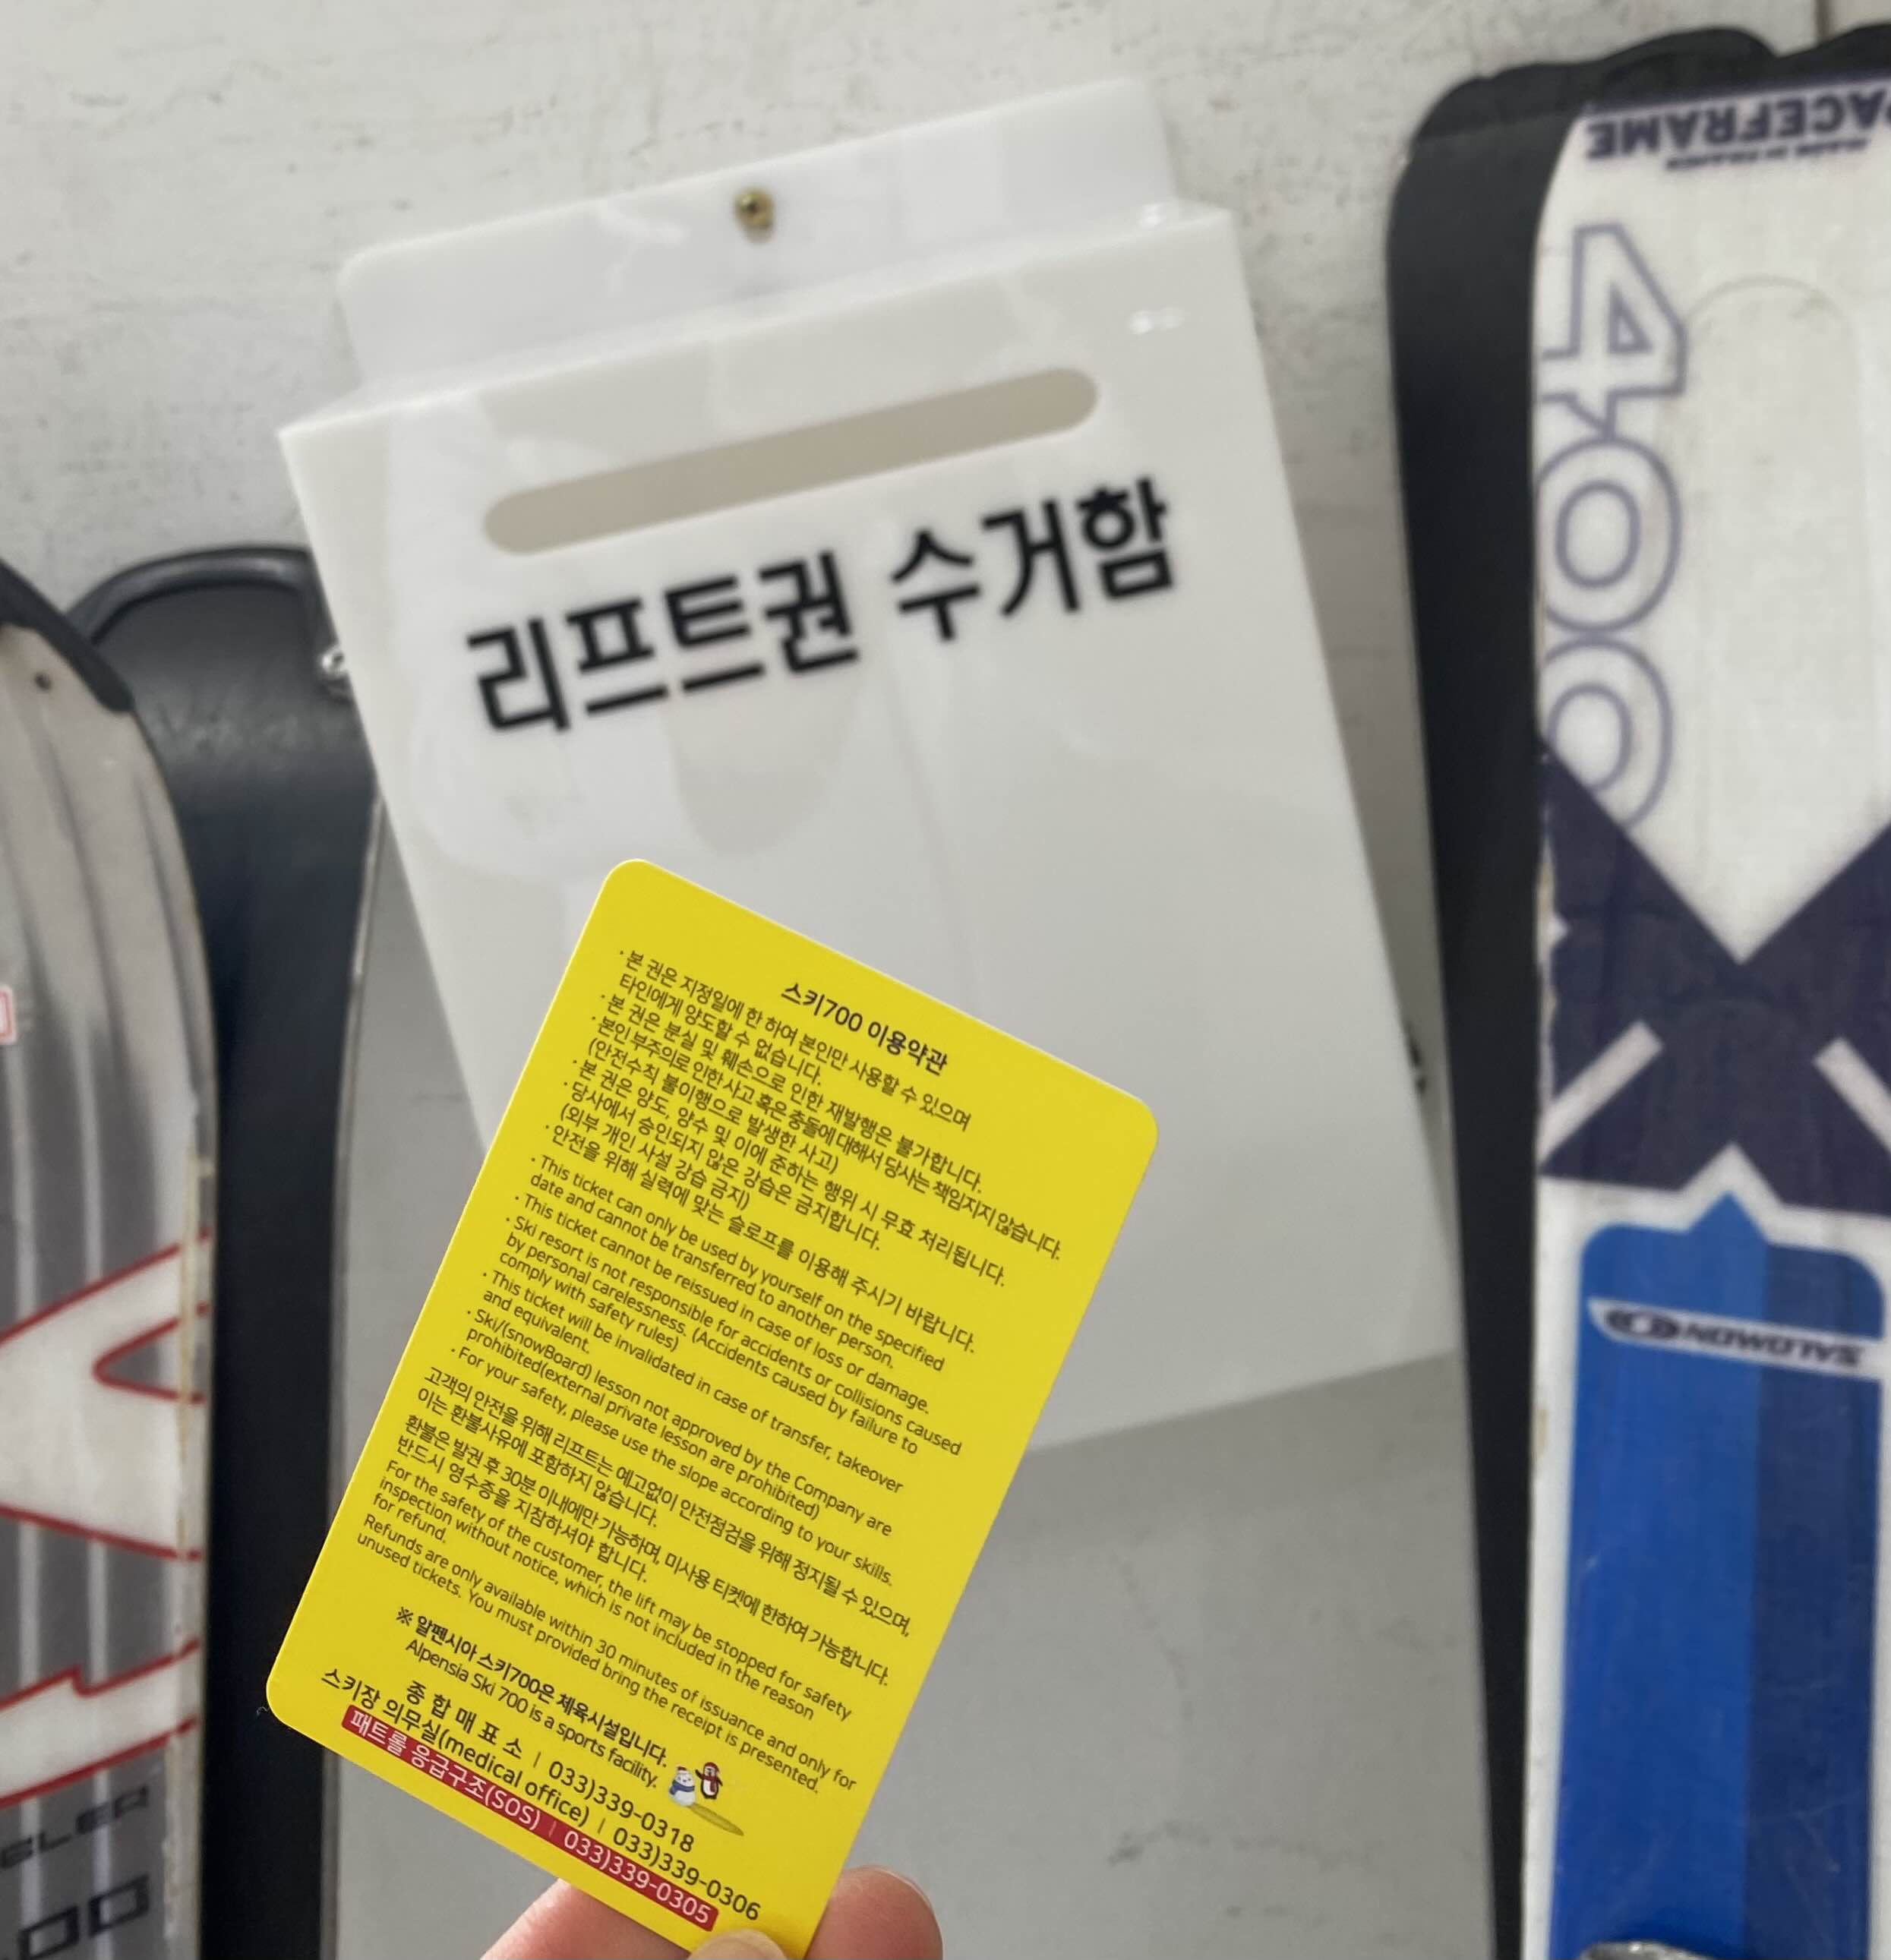 리프트권 수거함
스키700 이용약관
· 본 권은 지정일에 한 하여 본인만 사용할 수 있으며
타인에게 양도할 수 없습니다.
· 본 권은 분실 및 훼손으로 인한 재발행은 불가합니다.
· 본인 부주의로 인한 사고 혹은 충돌에 대해서 당사는 책임지지 않습니다.
(안전수칙 불이행으로 발생한 사고)
· 본 권은 양도, 양수 및 이에 준하는 행위 시 무효 처리됩니다.
· 당사에서 승인되지 않은 강습은 금지합니다.
(외부 개인 사설 강습 금지)
· 안전을 위해 실력에 맞는 슬로프를 이용해 주시기 바랍니다.
· This ticket can only be used by yourself on the specified
date and cannot be transferred to another person.
· This ticket cannot be reissued in case of loss or damage.
· Ski resort is not responsible for accidents or collisions caused
by personal carelessness. (Accidents caused by failure to
comply with safety rules)
· This ticket will be invalidated in case of transfer, takeover
and equivalent.
· Ski/(snowBoard) lesson not approved by the Company are
prohibited(external private lesson are prohibited)
· For your safety, please use the slope according to your skills.
고객의 안전을 위해 리프트는 예고없이 안전점검을 위해 정지될 수 있으며,
이는 환불사유에 포함하지 않습니다.
환불은 발권 후 30분 이내에만 가능하며, 미사용 티켓에 한하여 가능합니다.
반드시 영수증을 지참하셔야 합니다.
For the safety of the customer, the lift may be stopped for safety
inspection without notice, which is not included in the reason
for refund.
Refunds are only available within 30 minutes of issuance and only for
unused tickets. You must provided bring the receipt is presented.
※ 알펜시아 스키700은 체육시설입니다.
Alpensia Ski 700 is a sports facility.
종 합 매 표 소 | 033)339-0318
스키장 의무실(medical office) | 033)339-0306
패트롤 응급구조(SOS) | 033)339-0305
400
SALOMON